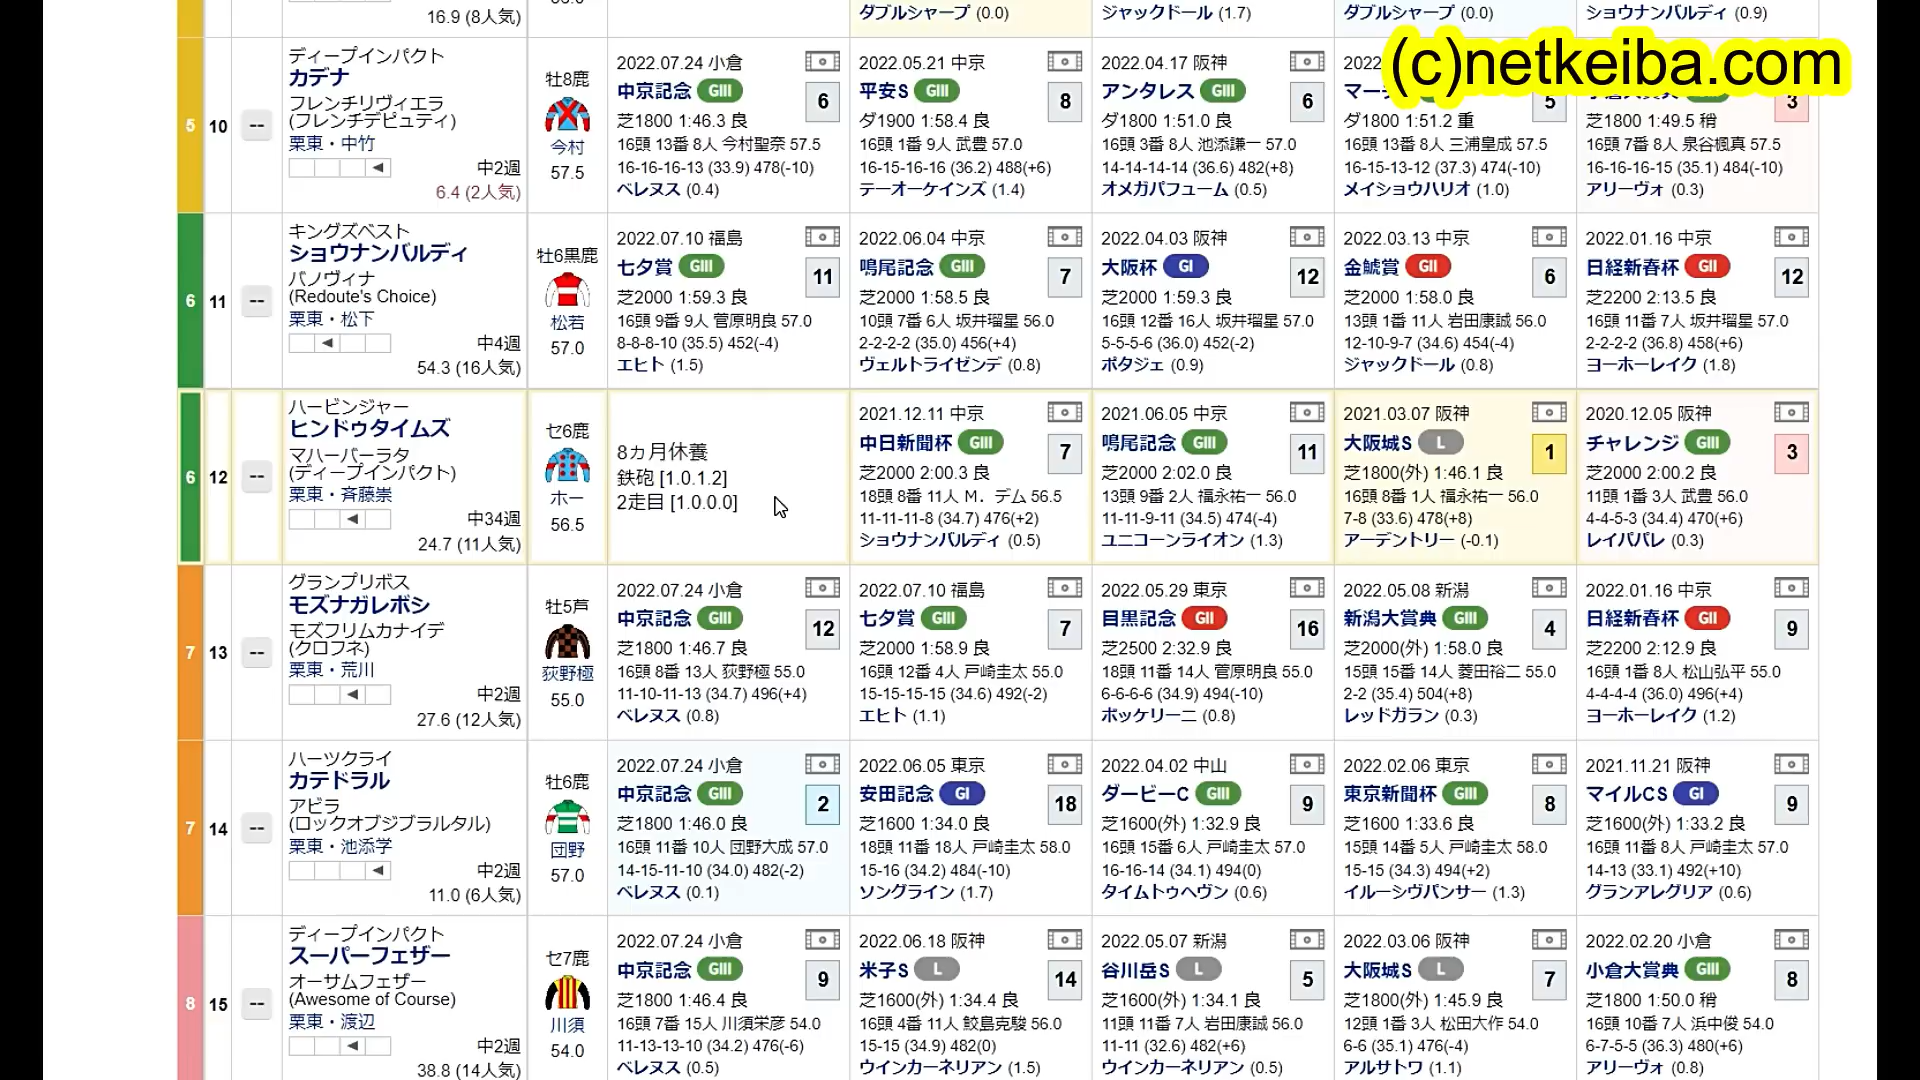 (c)netkeiba.com
16.9 (8人気)
ダブルシャープ (0.0)
ジャックドール (1.7)
ダブルシャープ (0.0)
ショウナンバルディ (0.9)
5
10
--
ディープインパクト
カデナ
フレンチリヴィエラ
(フレンチデピュティ)
栗東・中竹
中2週
6.4 (2人気)
牡8鹿
今村
57.5
2022.07.24 小倉
中京記念 GIII
6
芝1800 1:46.3 良
16頭 13番 8人 今村聖奈 57.5
16-16-16-13 (33.9) 478(-10)
ベレヌス (0.4)
2022.05.21 中京
平安S GIII
8
ダ1900 1:58.4 良
16頭 1番 9人 武豊 57.0
16-15-16-16 (36.2) 488(+6)
テーオーケインズ (1.4)
2022.04.17 阪神
アンタレス GIII
6
ダ1800 1:51.0 良
16頭 3番 8人 池添謙一 57.0
14-14-14-14 (36.6) 482(+8)
オメガパフューム (0.5)
2022
5
ダ1800 1:51.2 重
16頭 13番 8人 三浦皇成 57.5
16-15-13-12 (37.3) 474(-10)
メイショウハリオ (1.0)
3
芝1800 1:49.5 稍
16頭 7番 8人 泉谷楓真 57.5
16-16-16-15 (35.1) 484(-10)
アリーヴォ (0.3)
6
11
--
キングズベスト
ショウナンバルディ
バノヴィナ
(Redoute's Choice)
栗東・松下
中4週
54.3 (16人気)
牡6黒鹿
松若
57.0
2022.07.10 福島
七夕賞 GIII
11
芝2000 1:59.3 良
16頭 9番 9人 菅原明良 57.0
8-8-8-10 (35.5) 452(-4)
エヒト (1.5)
2022.06.04 中京
鳴尾記念 GIII
7
芝2000 1:58.5 良
10頭 7番 6人 坂井瑠星 56.0
2-2-2-2 (35.0) 456(+4)
ヴェルトライゼンデ (0.8)
2022.04.03 阪神
大阪杯 GI
12
芝2000 1:59.3 良
16頭 12番 16人 坂井瑠星 57.0
5-5-5-6 (36.0) 452(-2)
ポタジェ (0.9)
2022.03.13 中京
金鯱賞 GII
6
芝2000 1:58.0 良
13頭 1番 11人 岩田康誠 56.0
12-10-9-7 (34.6) 454(-4)
ジャックドール (0.8)
2022.01.16 中京
日経新春杯 GII
12
芝2200 2:13.5 良
16頭 11番 7人 坂井瑠星 57.0
2-2-2-2 (36.8) 458(+6)
ヨーホーレイク (1.8)
6
12
--
ハービンジャー
ヒンドゥタイムズ
マハーバーラタ
(ディープインパクト)
栗東・斉藤崇
中34週
24.7 (11人気)
セ6鹿
ホー
56.5
8ヵ月休養
鉄砲 [1.0.1.2]
2走目 [1.0.0.0]
2021.12.11 中京
中日新聞杯 GIII
7
芝2000 2:00.3 良
18頭 8番 11人 M．デム 56.5
11-11-11-8 (34.7) 476(+2)
ショウナンバルディ (0.5)
2021.06.05 中京
鳴尾記念 GIII
11
芝2000 2:02.0 良
13頭 9番 2人 福永祐一 56.0
11-11-9-11 (34.5) 474(-4)
ユニコーンライオン (1.3)
2021.03.07 阪神
大阪城S L
1
芝1800(外) 1:46.1 良
16頭 8番 1人 福永祐一 56.0
7-8 (33.6) 478(+8)
アーデントリー (-0.1)
2020.12.05 阪神
チャレンジ GIII
3
芝2000 2:00.2 良
11頭 1番 3人 武豊 56.0
4-4-5-3 (34.4) 470(+6)
レイパパレ (0.3)
7
13
--
グランプリボス
モズナガレボシ
モズフリムカナイデ
(クロフネ)
栗東・荒川
中2週
27.6 (12人気)
牡5芦
荻野極
55.0
2022.07.24 小倉
中京記念 GIII
12
芝1800 1:46.7 良
16頭 8番 13人 荻野極 55.0
11-10-11-13 (34.7) 496(+4)
ベレヌス (0.8)
2022.07.10 福島
七夕賞 GIII
7
芝2000 1:58.9 良
16頭 12番 4人 戸崎圭太 55.0
15-15-15-15 (34.6) 492(-2)
エヒト (1.1)
2022.05.29 東京
目黒記念 GII
16
芝2500 2:32.9 良
18頭 11番 14人 菅原明良 55.0
6-6-6-6 (34.9) 494(-10)
ボッケリーニ (0.8)
2022.05.08 新潟
新潟大賞典 GIII
4
芝2000(外) 1:58.0 良
15頭 15番 14人 菱田裕二 55.0
2-2 (35.4) 504(+8)
レッドガラン (0.3)
2022.01.16 中京
日経新春杯 GII
9
芝2200 2:12.9 良
16頭 1番 8人 松山弘平 55.0
4-4-4-4 (36.0) 496(+4)
ヨーホーレイク (1.2)
7
14
--
ハーツクライ
カテドラル
アビラ
(ロックオブジブラルタル)
栗東・池添学
中2週
11.0 (6人気)
牡6鹿
団野
57.0
2022.07.24 小倉
中京記念 GIII
2
芝1800 1:46.0 良
16頭 11番 10人 団野大成 57.0
14-15-11-10 (34.0) 482(-2)
ベレヌス (0.1)
2022.06.05 東京
安田記念 GI
18
芝1600 1:34.0 良
18頭 11番 18人 戸崎圭太 58.0
15-16 (34.2) 484(-10)
ソングライン (1.7)
2022.04.02 中山
ダービーC GIII
9
芝1600(外) 1:32.9 良
16頭 15番 6人 戸崎圭太 57.0
16-16-14 (34.1) 494(0)
タイムトゥヘヴン (0.6)
2022.02.06 東京
東京新聞杯 GIII
8
芝1600 1:33.6 良
15頭 14番 5人 戸崎圭太 58.0
15-15 (34.3) 494(+2)
イルーシヴパンサー (1.3)
2021.11.21 阪神
マイルCS GI
9
芝1600(外) 1:33.2 良
16頭 11番 8人 戸崎圭太 57.0
14-13 (33.1) 492(+10)
グランアレグリア (0.6)
8
15
--
ディープインパクト
スーパーフェザー
オーサムフェザー
(Awesome of Course)
栗東・渡辺
中2週
38.8 (14人気)
セ7鹿
川須
54.0
2022.07.24 小倉
中京記念 GIII
9
芝1800 1:46.4 良
16頭 7番 15人 川須栄彦 54.0
11-13-13-10 (34.2) 476(-6)
ベレヌス (0.5)
2022.06.18 阪神
米子S L
14
芝1600(外) 1:34.4 良
16頭 4番 11人 鮫島克駿 56.0
15-15 (34.9) 482(0)
ウインカーネリアン (1.5)
2022.05.07 新潟
谷川岳S L
5
芝1600(外) 1:34.1 良
11頭 11番 7人 岩田康誠 56.0
11-11 (32.6) 482(+6)
ウインカーネリアン (0.5)
2022.03.06 阪神
大阪城S L
7
芝1800(外) 1:45.9 良
12頭 1番 3人 松田大作 54.0
6-6 (35.1) 476(-4)
アルサトワ (1.1)
2022.02.20 小倉
小倉大賞典 GIII
8
芝1800 1:50.0 稍
16頭 10番 7人 浜中俊 54.0
6-7-5-5 (36.3) 480(+6)
アリーヴォ (0.8)